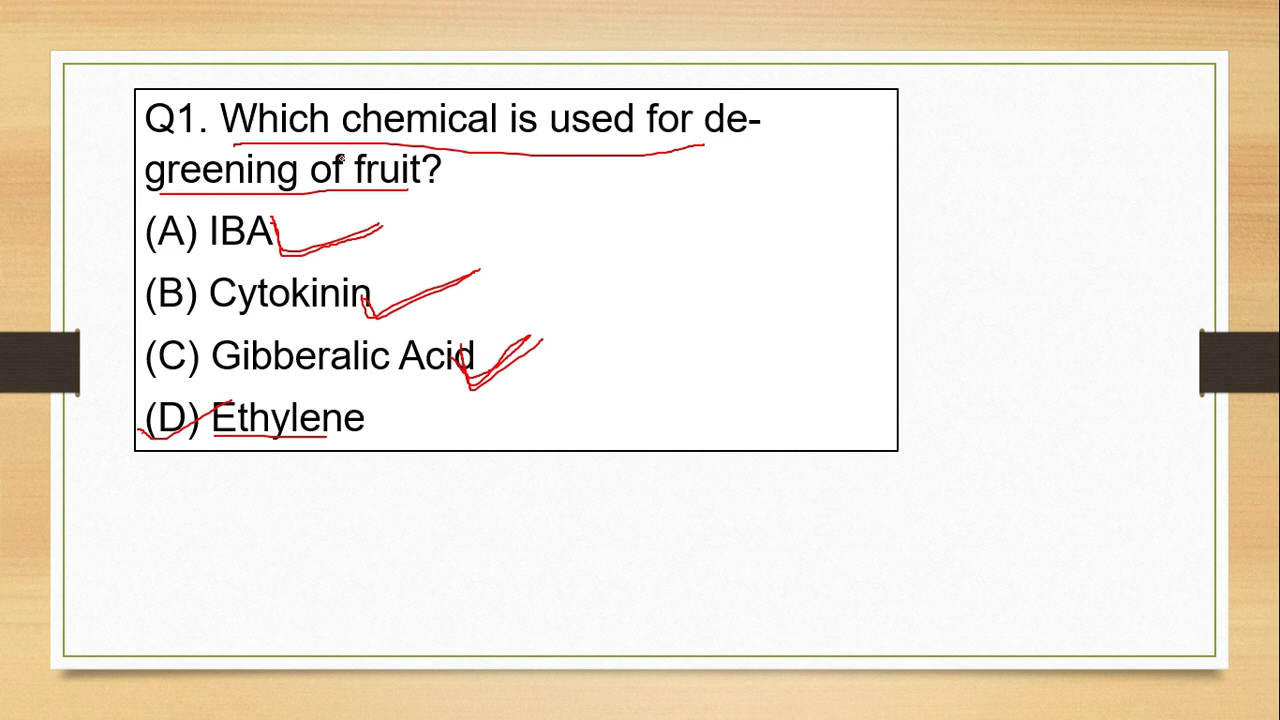 Q1. Which chemical is used for de-
greening of fruit?
(A) IBA
(B) Cytokinin
(C) Gibberalic Acid
(D) Ethylene